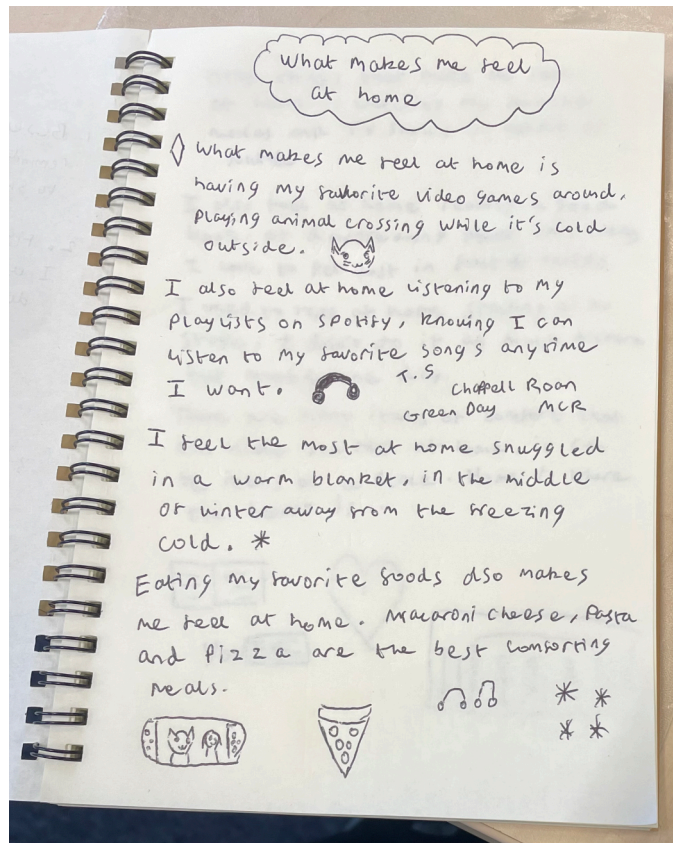 What makes me feel
at home
What makes me feel at home is
having my favorite video games around,
Playing animal crossing while it's cold
outside.
I also feel at home listening to my
Playlists on Spotify, knowing I can
listen to my favorite songs anytime
I want.
T.S
Chappell Roan
Green Day MCR
I feel the most at home snuggled
in a warm blanket, in the middle
of winter away from the freezing
cold. *
Eating my favorite foods also makes
me feel at home. Macaroni cheese, Pasta
and Pizza are the best comforting
meals.